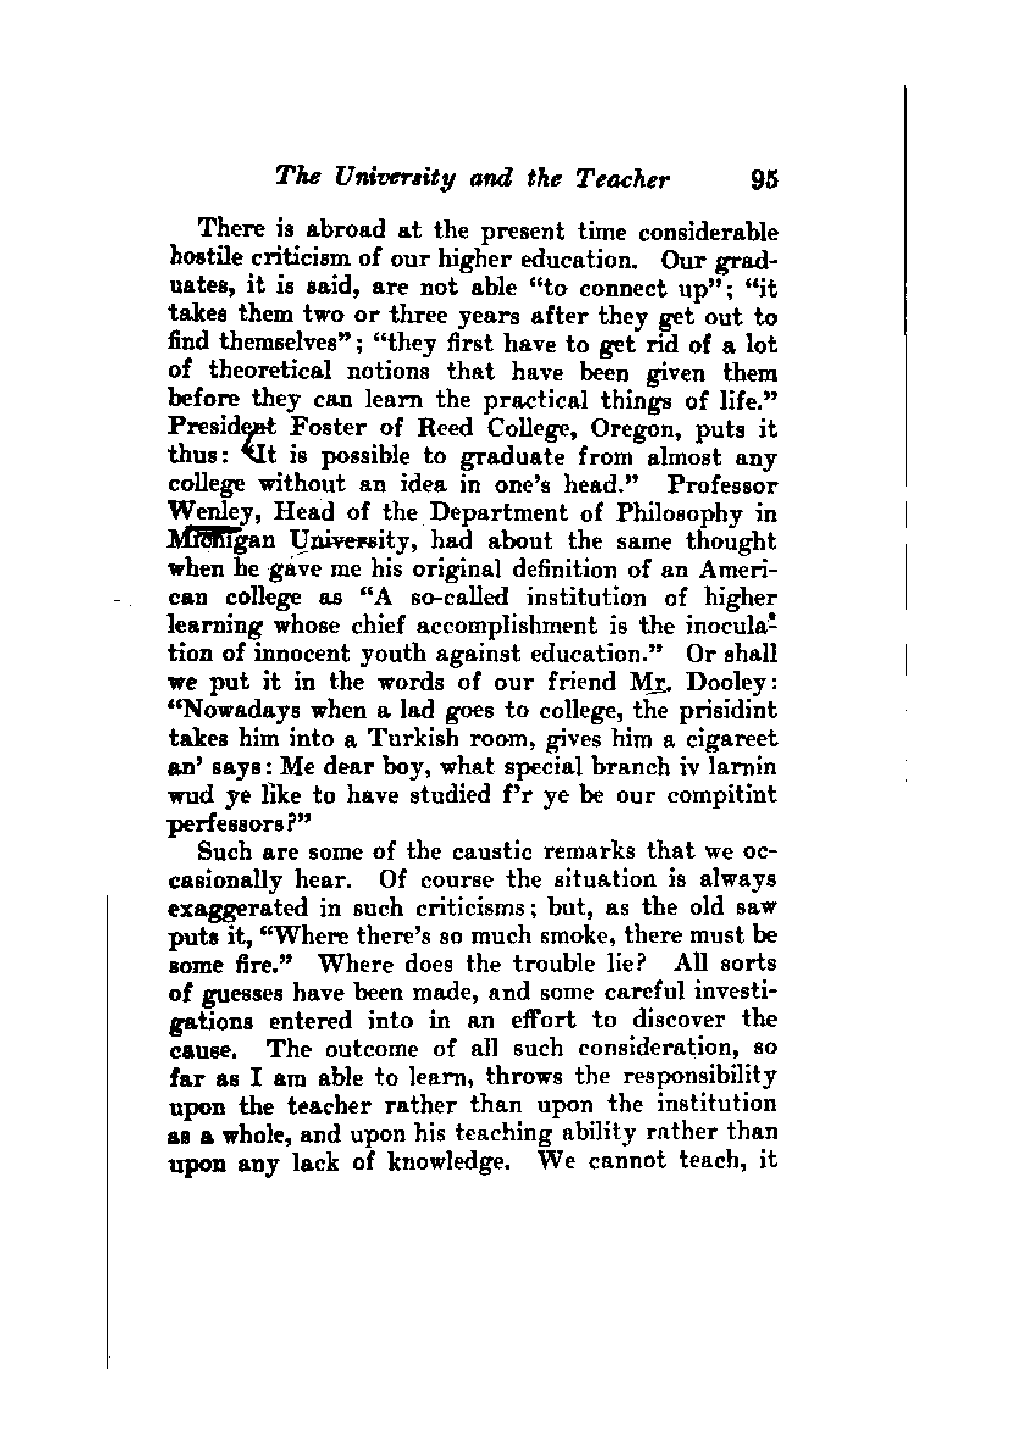 The University and the Teacher 95
There is abroad at the present time considerable
hostile criticism of our higher education. Our grad-
uates, it is said, are not able “to connect up”; “it
takes them two or three years after they get out to
find themselves”; “they first have to get rid of a lot
of theoretical notions that have been given them
before they can learn the practical things of life.”
President Foster of Reed College, Oregon, puts it
thus: “It is possible to graduate from almost any
college without an idea in one's head.” Professor
Wenley, Head of the Department of Philosophy in
Michigan University, had about the same thought
when he gave me his original definition of an Ameri-
can college as “A so-called institution of higher
learning whose chief accomplishment is the inocula-
tion of innocent youth against education.” Or shall
we put it in the words of our friend Mr. Dooley:
“Nowadays when a lad goes to college, the prisidint
takes him into a Turkish room, gives him a cigareet
an' says: Me dear boy, what special branch iv larnin
wud ye like to have studied f'r ye be our compitint
perfessors?”
Such are some of the caustic remarks that we oc-
casionally hear. Of course the situation is always
exaggerated in such criticisms; but, as the old saw
puts it, “Where there's so much smoke, there must be
some fire.” Where does the trouble lie? All sorts
of guesses have been made, and some careful investi-
gations entered into in an effort to discover the
cause. The outcome of all such consideration, so
far as I am able to learn, throws the responsibility
upon the teacher rather than upon the institution
as a whole, and upon his teaching ability rather than
upon any lack of knowledge. We cannot teach, it